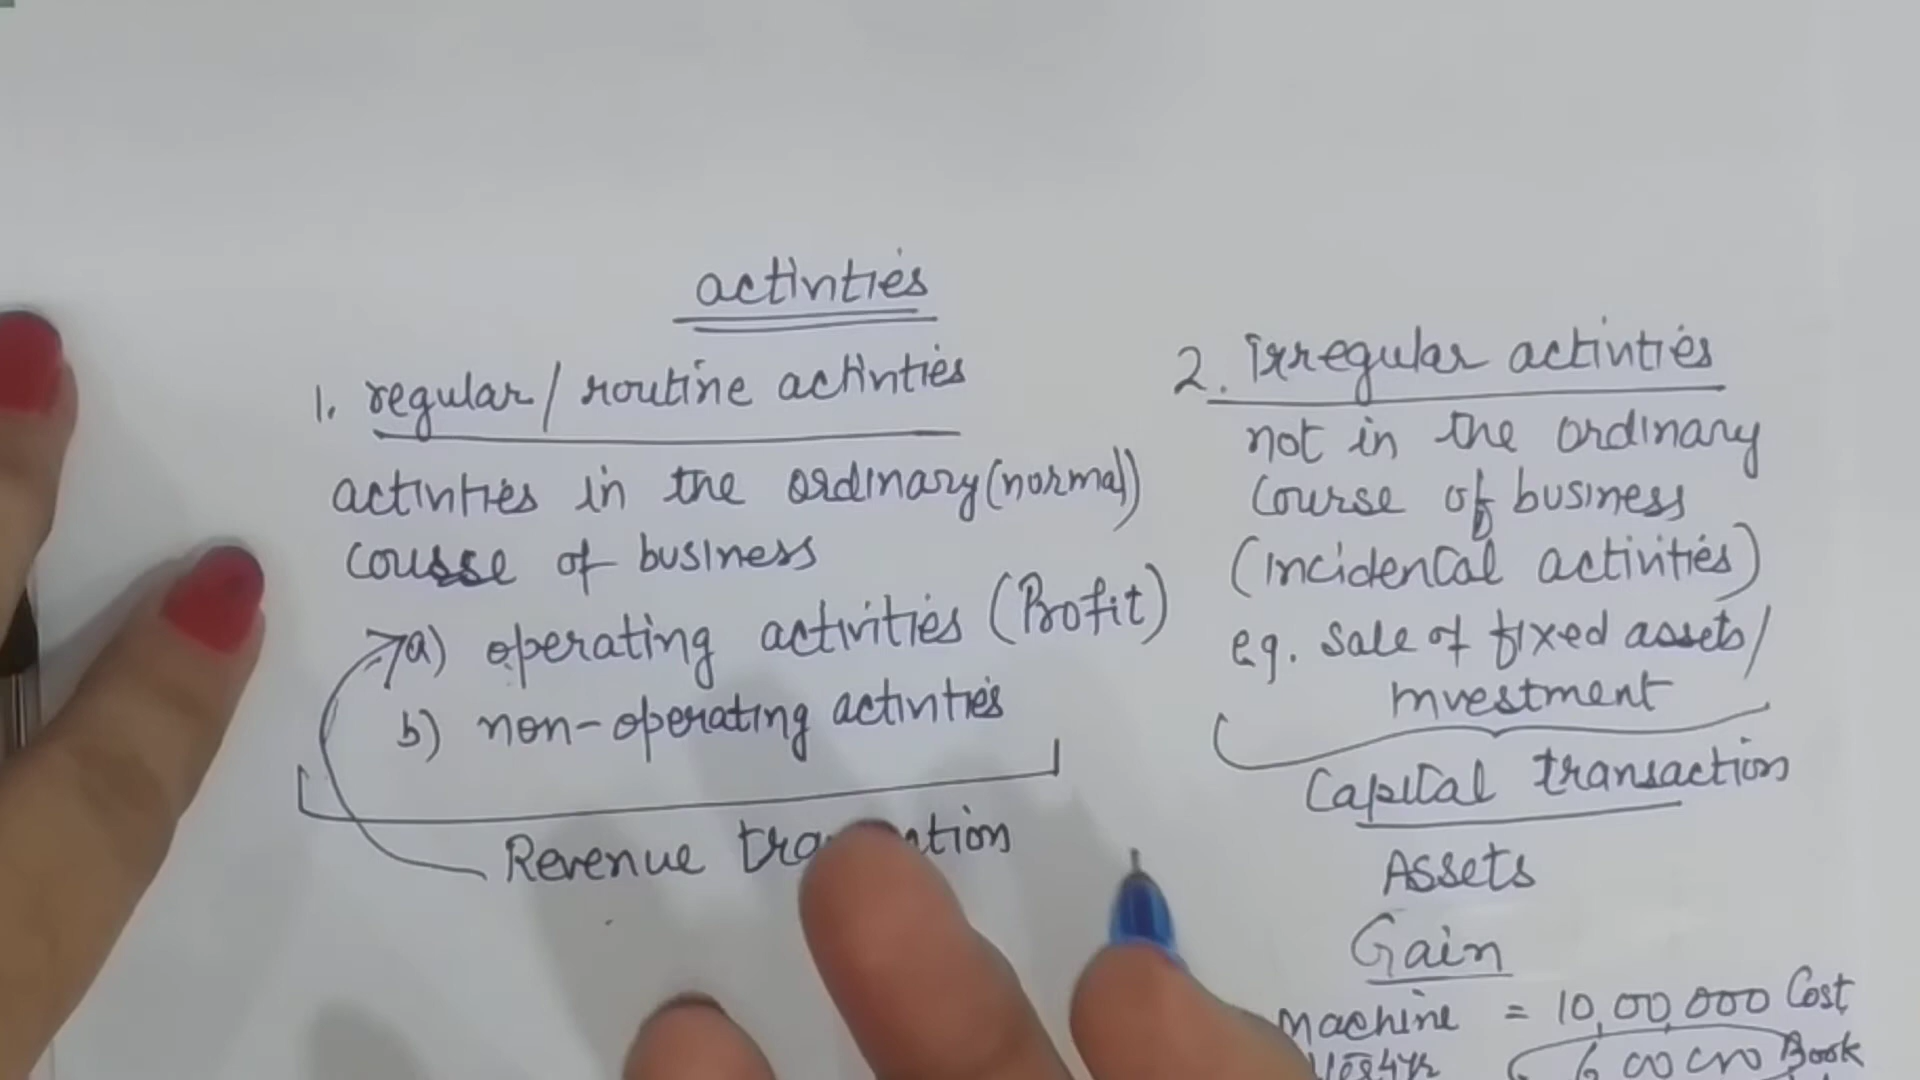 activities
1. regular/routine activities
activities in the ordinary(normal)
course of business
a) operating activities (Profit)
b) non-operating activities
Revenue
2. Irregular activities
not in the ordinary
course of business
(incidental activities)
eg. Sale of fixed assets/
investment
Capital transaction
Assets
Gain
Machine = 10,00,000 Cost
Book